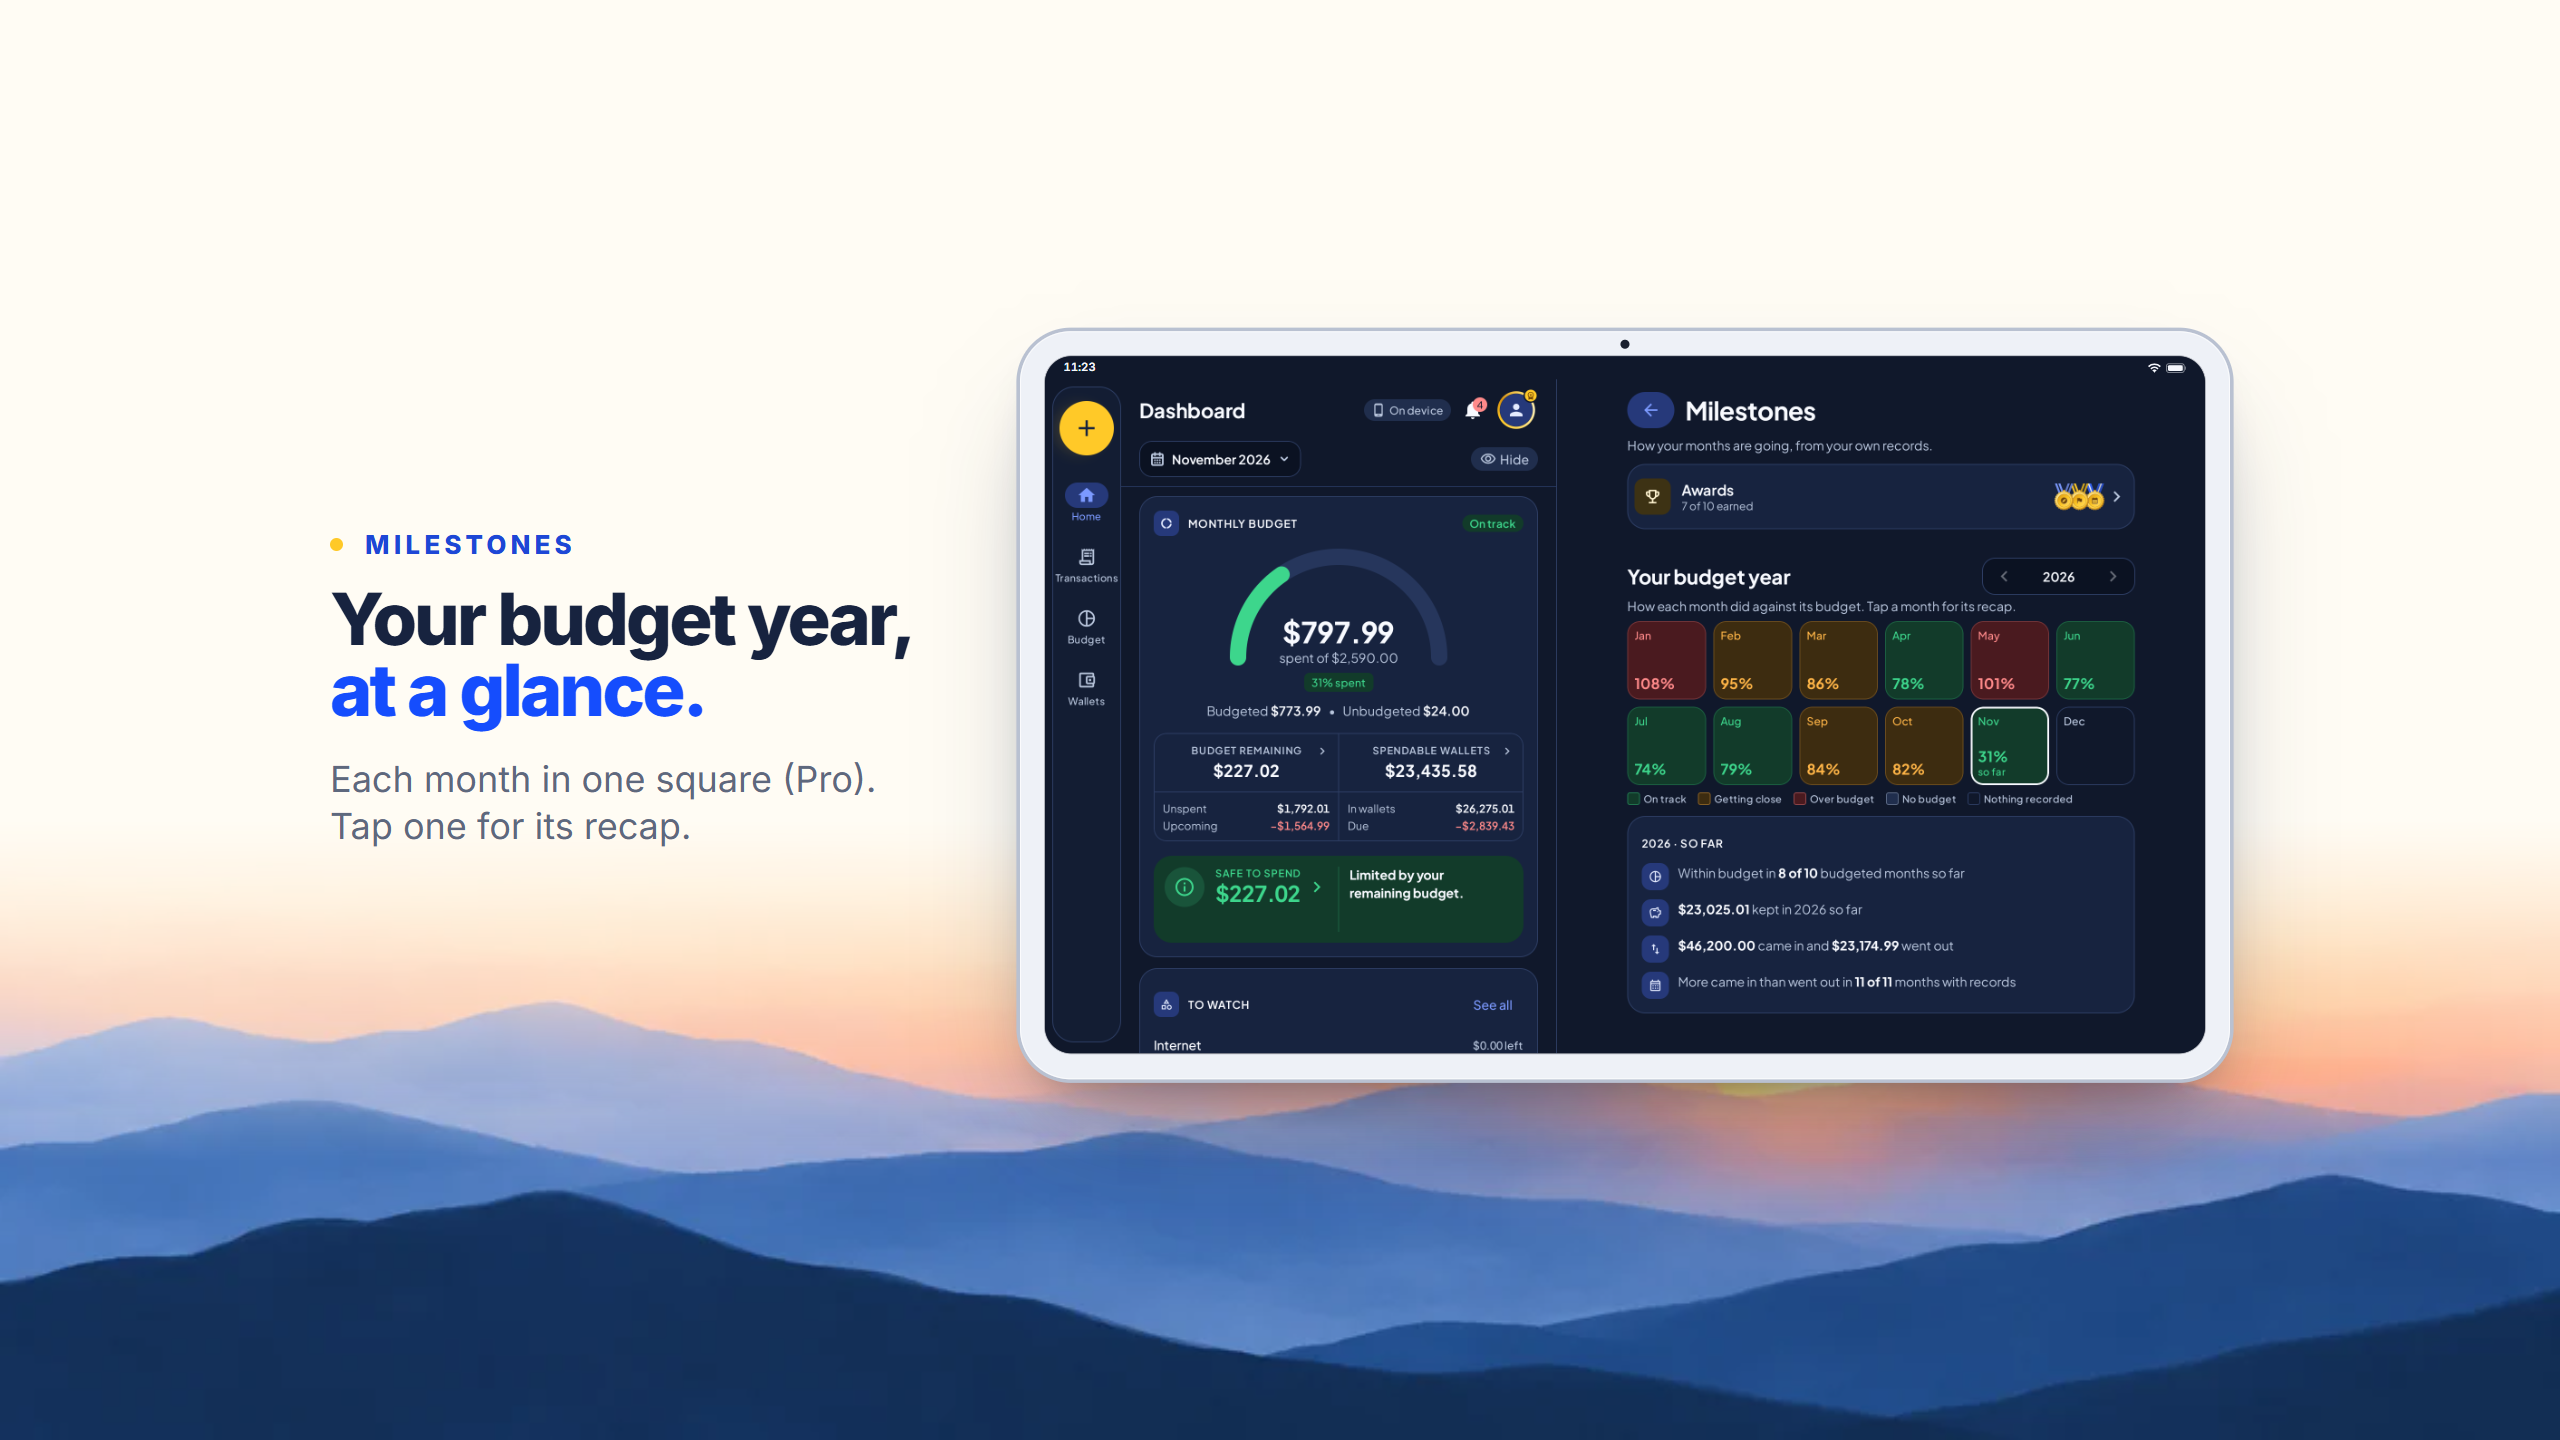 MILESTONES
Your budget year,
at a glance.
Each month in one square (Pro).
Tap one for its recap.
11:23
Home
Transactions
Budget
Wallets
Dashboard
On device
4
November 2026
Hide
MONTHLY BUDGET
On track
$797.99
spent of $2,590.00
31% spent
Budgeted $773.99 • Unbudgeted $24.00
BUDGET REMAINING
$227.02
SPENDABLE WALLETS
$23,435.58
Unspent $1,792.01
Upcoming -$1,564.99
In wallets $26,275.01
Due -$2,839.43
SAFE TO SPEND
$227.02
Limited by your
remaining budget.
TO WATCH
See all
Internet
$0.00 left
Milestones
How your months are going, from your own records.
Awards
7 of 10 earned
Your budget year
2026
How each month did against its budget. Tap a month for its recap.
Jan
108%
Feb
95%
Mar
86%
Apr
78%
May
101%
Jun
77%
Jul
74%
Aug
79%
Sep
84%
Oct
82%
Nov
31%
so far
Dec
On track
Getting close
Over budget
No budget
Nothing recorded
2026 · SO FAR
Within budget in 8 of 10 budgeted months so far
$23,025.01 kept in 2026 so far
$46,200.00 came in and $23,174.99 went out
More came in than went out in 11 of 11 months with records